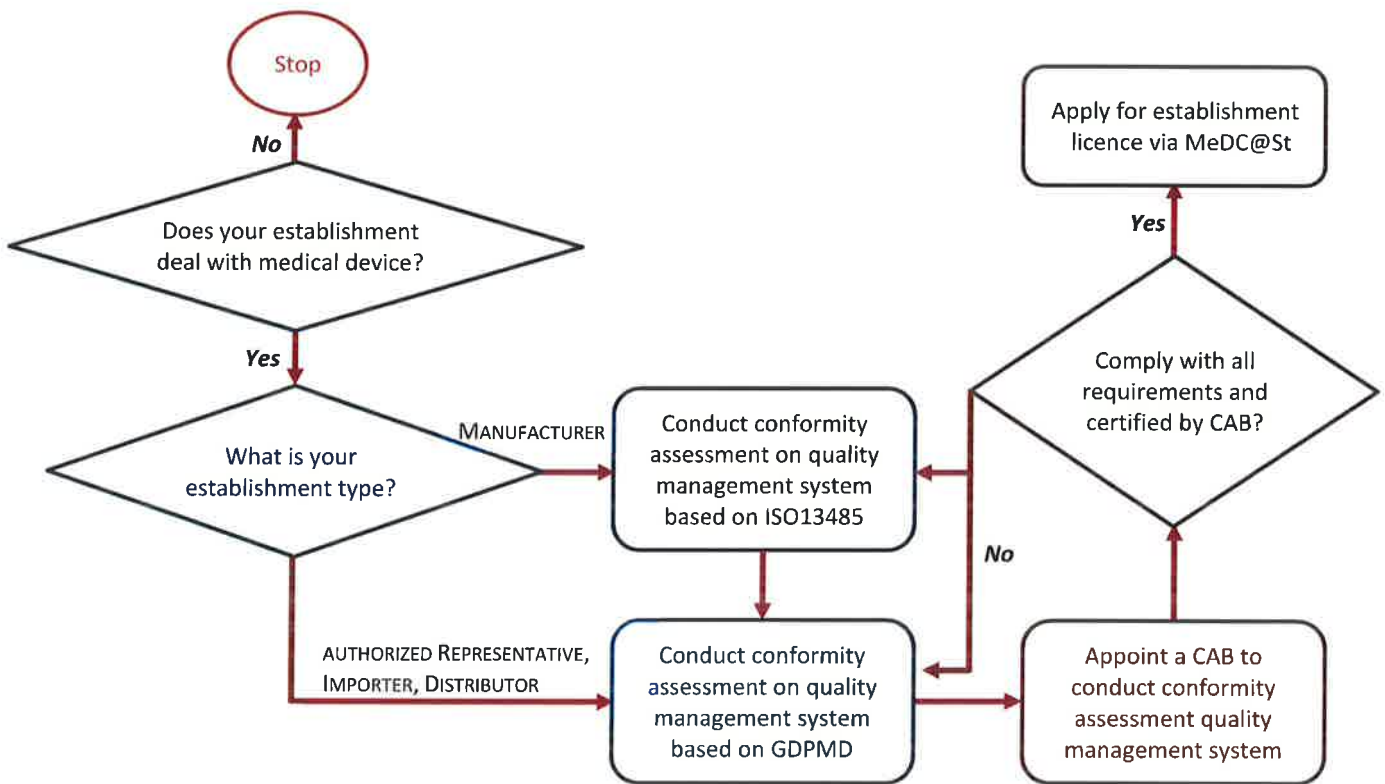 Stop
No
Does your establishment
deal with medical device?
Yes
What is your
establishment type?
MANUFACTURER
Conduct conformity
assessment on quality
management system
based on ISO13485
AUTHORIZED REPRESENTATIVE,
IMPORTER, DISTRIBUTOR
Conduct conformity
assessment on quality
management system
based on GDPMD
Appoint a CAB to
conduct conformity
assessment quality
management system
Comply with all
requirements and
certified by CAB?
No
Yes
Apply for establishment
licence via MeDC@St